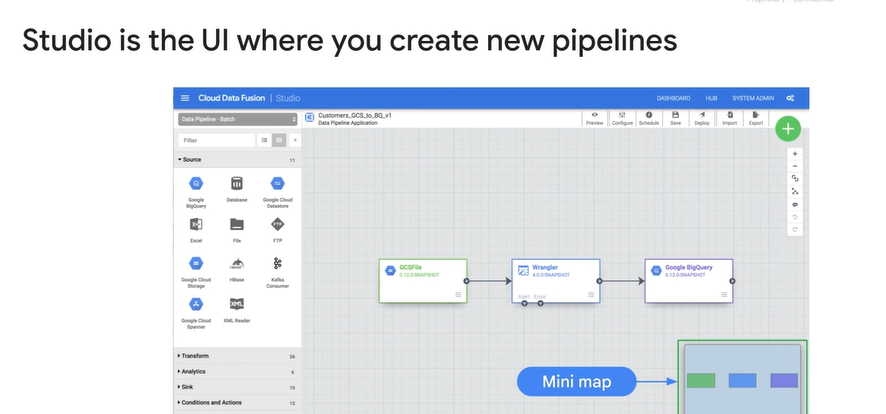 Proprietary + Confidential
Studio is the UI where you create new pipelines
Cloud Data Fusion | Studio
DASHBOARD HUB SYSTEM ADMIN
Data Pipeline - Batch
Customers_GCS_to_BQ_v1
Data Pipeline Application
Preview Configure Schedule Save Deploy Import Export
Filter
Source 11
Google BigQuery
Database
Google Cloud Datastore
Excel
File
FTP
Google Cloud Storage
HBase
Kafka Consumer
Google Cloud Spanner
XML Reader
GCSFile
0.12.0-SNAPSHOT
Wrangler
4.0.0-SNAPSHOT
Alert Error
Google BigQuery
0.12.0-SNAPSHOT
Transform 26
Analytics 6
Sink 10
Conditions and Actions 12
Mini map